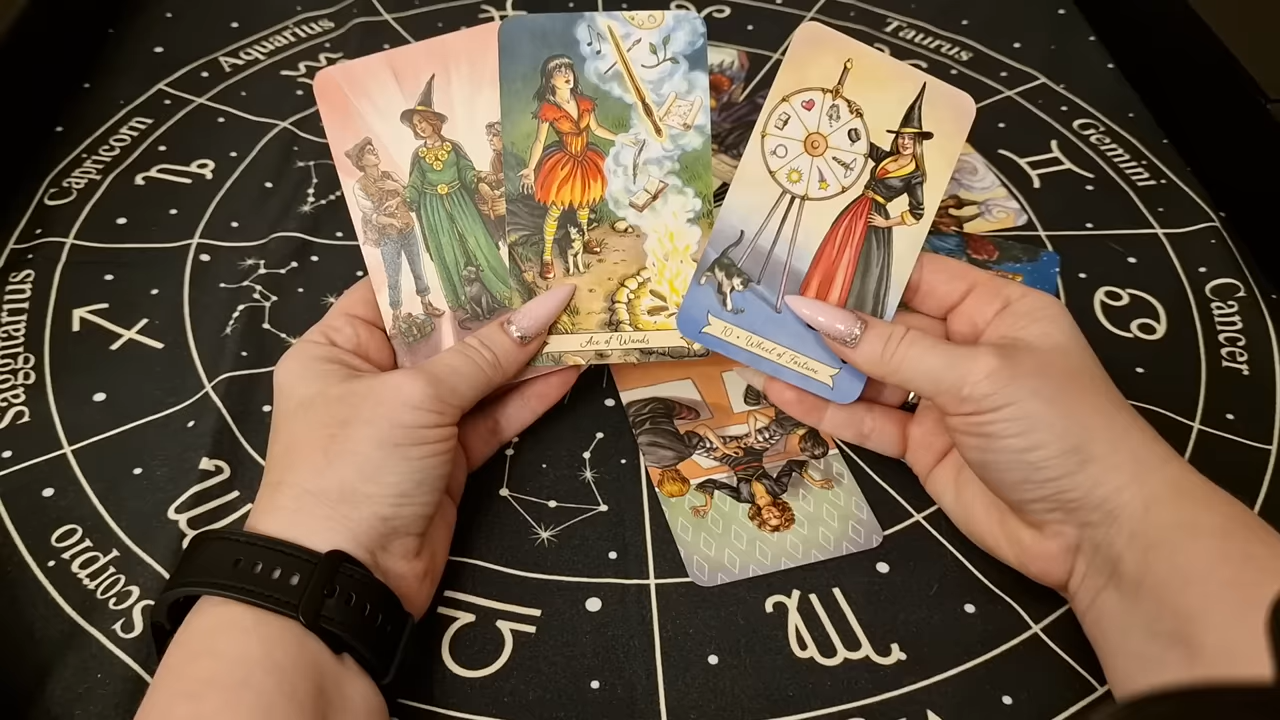 Aquarius
Taurus
Capricorn
Gemini
Sagittarius
Cancer
Scorpio
Ace of Wands
10 • Wheel of Fortune